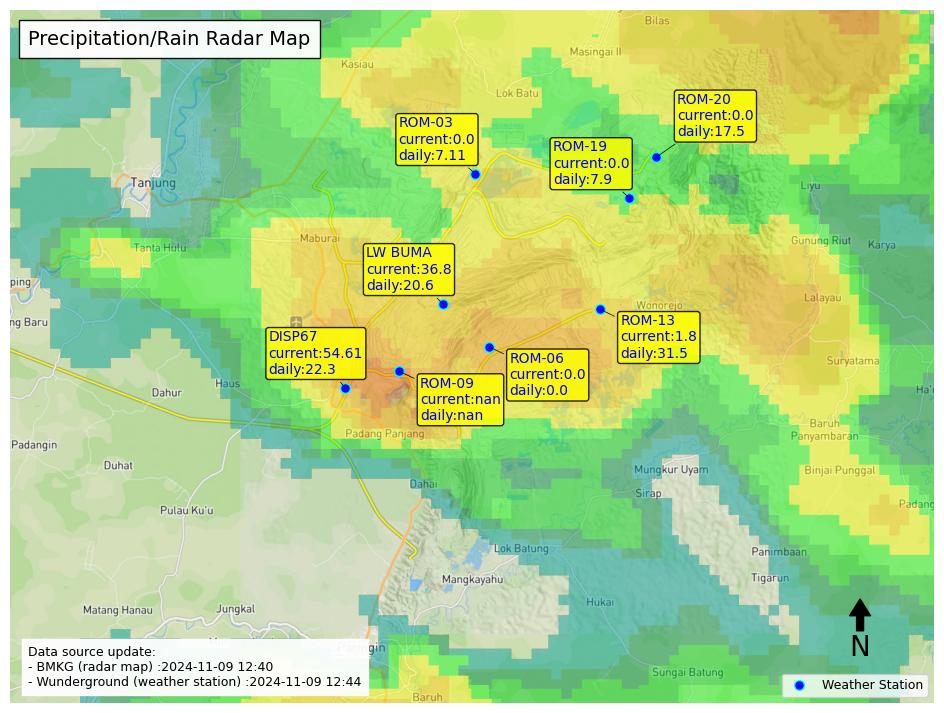 Precipitation/Rain Radar Map
Bilas
Masingai II
Kasiau
Lok Batu
ROM-20
current:0.0
daily:17.5
ROM-03
current:0.0
daily:7.11
ROM-19
current:0.0
daily:7.9
Tanjung
Liyu
Maburai
Gunung Riut
Karya
Tanta Hulu
LW BUMA
current:36.8
daily:20.6
ping
Lalayau
Wonorejo
ng Baru
ROM-13
current:1.8
daily:31.5
DISP67
current:54.61
daily:22.3
ROM-06
current:0.0
daily:0.0
Suryatama
Haus
ROM-09
current:nan
daily:nan
Dahur
Ha'r
Baruh
Panyambaran
Padang Panjang
Padangin
Duhat
Mungkur Uyam
Binjai Punggal
Dahai
Sirap
Padang
Pulau Ku'u
Lok Batung
Panimbaan
Mangkayahu
Tigarun
Hukai
Matang Hanau
Jungkal
N
Paringin
Sungai Batung
Baruh
Data source update:
- BMKG (radar map) :2024-11-09 12:40
- Wunderground (weather station) :2024-11-09 12:44
Weather Station